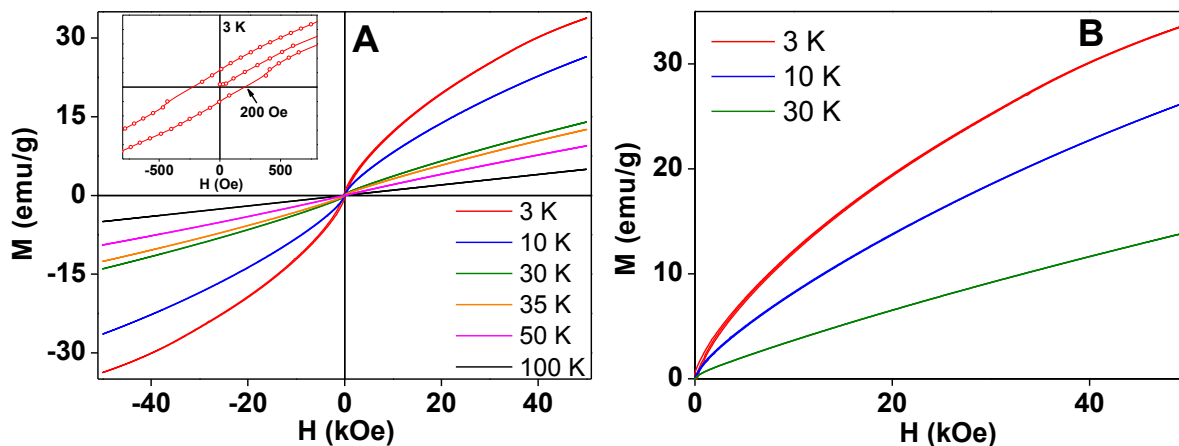 3 K
A
200 Oe
-500 0 500
H (Oe)
30
15
0
-15
-30
M (emu/g)
3 K
10 K
30 K
35 K
50 K
100 K
-40 -20 0 20 40
H (kOe)
B
3 K
10 K
30 K
30
20
10
0
M (emu/g)
0 20 40
H (kOe)